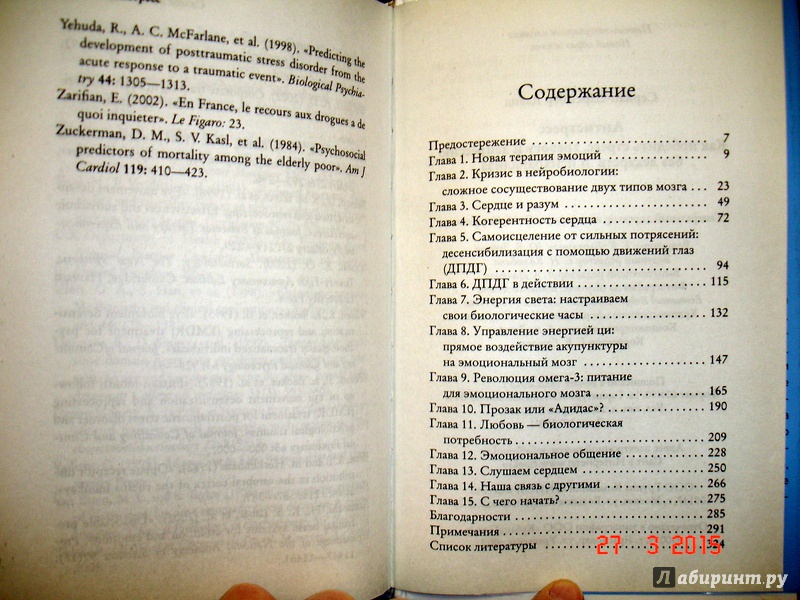 Yehuda, R., A. C. McFarlane, et al. (1998). «Predicting the
development of posttraumatic stress disorder from the
acute response to a traumatic event». Biological Psychia-
try 44: 1305—1313.
Zarifian, E. (2002). «En France, le recours aux drogues a de
quoi inquieter». Le Figaro: 23.
Zuckerman, D. M., S. V. Kasl, et al. (1984). «Psychosocial
predictors of mortality among the elderly poor». Am J
Cardiol 119: 410—423.
Содержание
Предостережение ........ 7
Глава 1. Новая терапия эмоций ........ 9
Глава 2. Кризис в нейробиологии:
сложное сосуществование двух типов мозга ... 23
Глава 3. Сердце и разум ........ 49
Глава 4. Когерентность сердца ........ 72
Глава 5. Самоисцеление от сильных потрясений:
десенсибилизация с помощью движений глаз
(ДПДГ) ........ 94
Глава 6. ДПДГ в действии ........ 115
Глава 7. Энергия света: настраиваем
свои биологические часы ........ 132
Глава 8. Управление энергией ци:
прямое воздействие акупунктуры
на эмоциональный мозг ........ 147
Глава 9. Революция омега-3: питание
для эмоционального мозга ........ 165
Глава 10. Прозак или «Адидас»? ........ 190
Глава 11. Любовь — биологическая
потребность ........ 209
Глава 12. Эмоциональное общение ........ 228
Глава 13. Слушаем сердцем ........ 250
Глава 14. Наша связь с другими ........ 266
Глава 15. С чего начать? ........ 275
Благодарности ........ 285
Примечания ........ 291
Список литературы ........ 324
27 3 2015
Лабиринт.ру